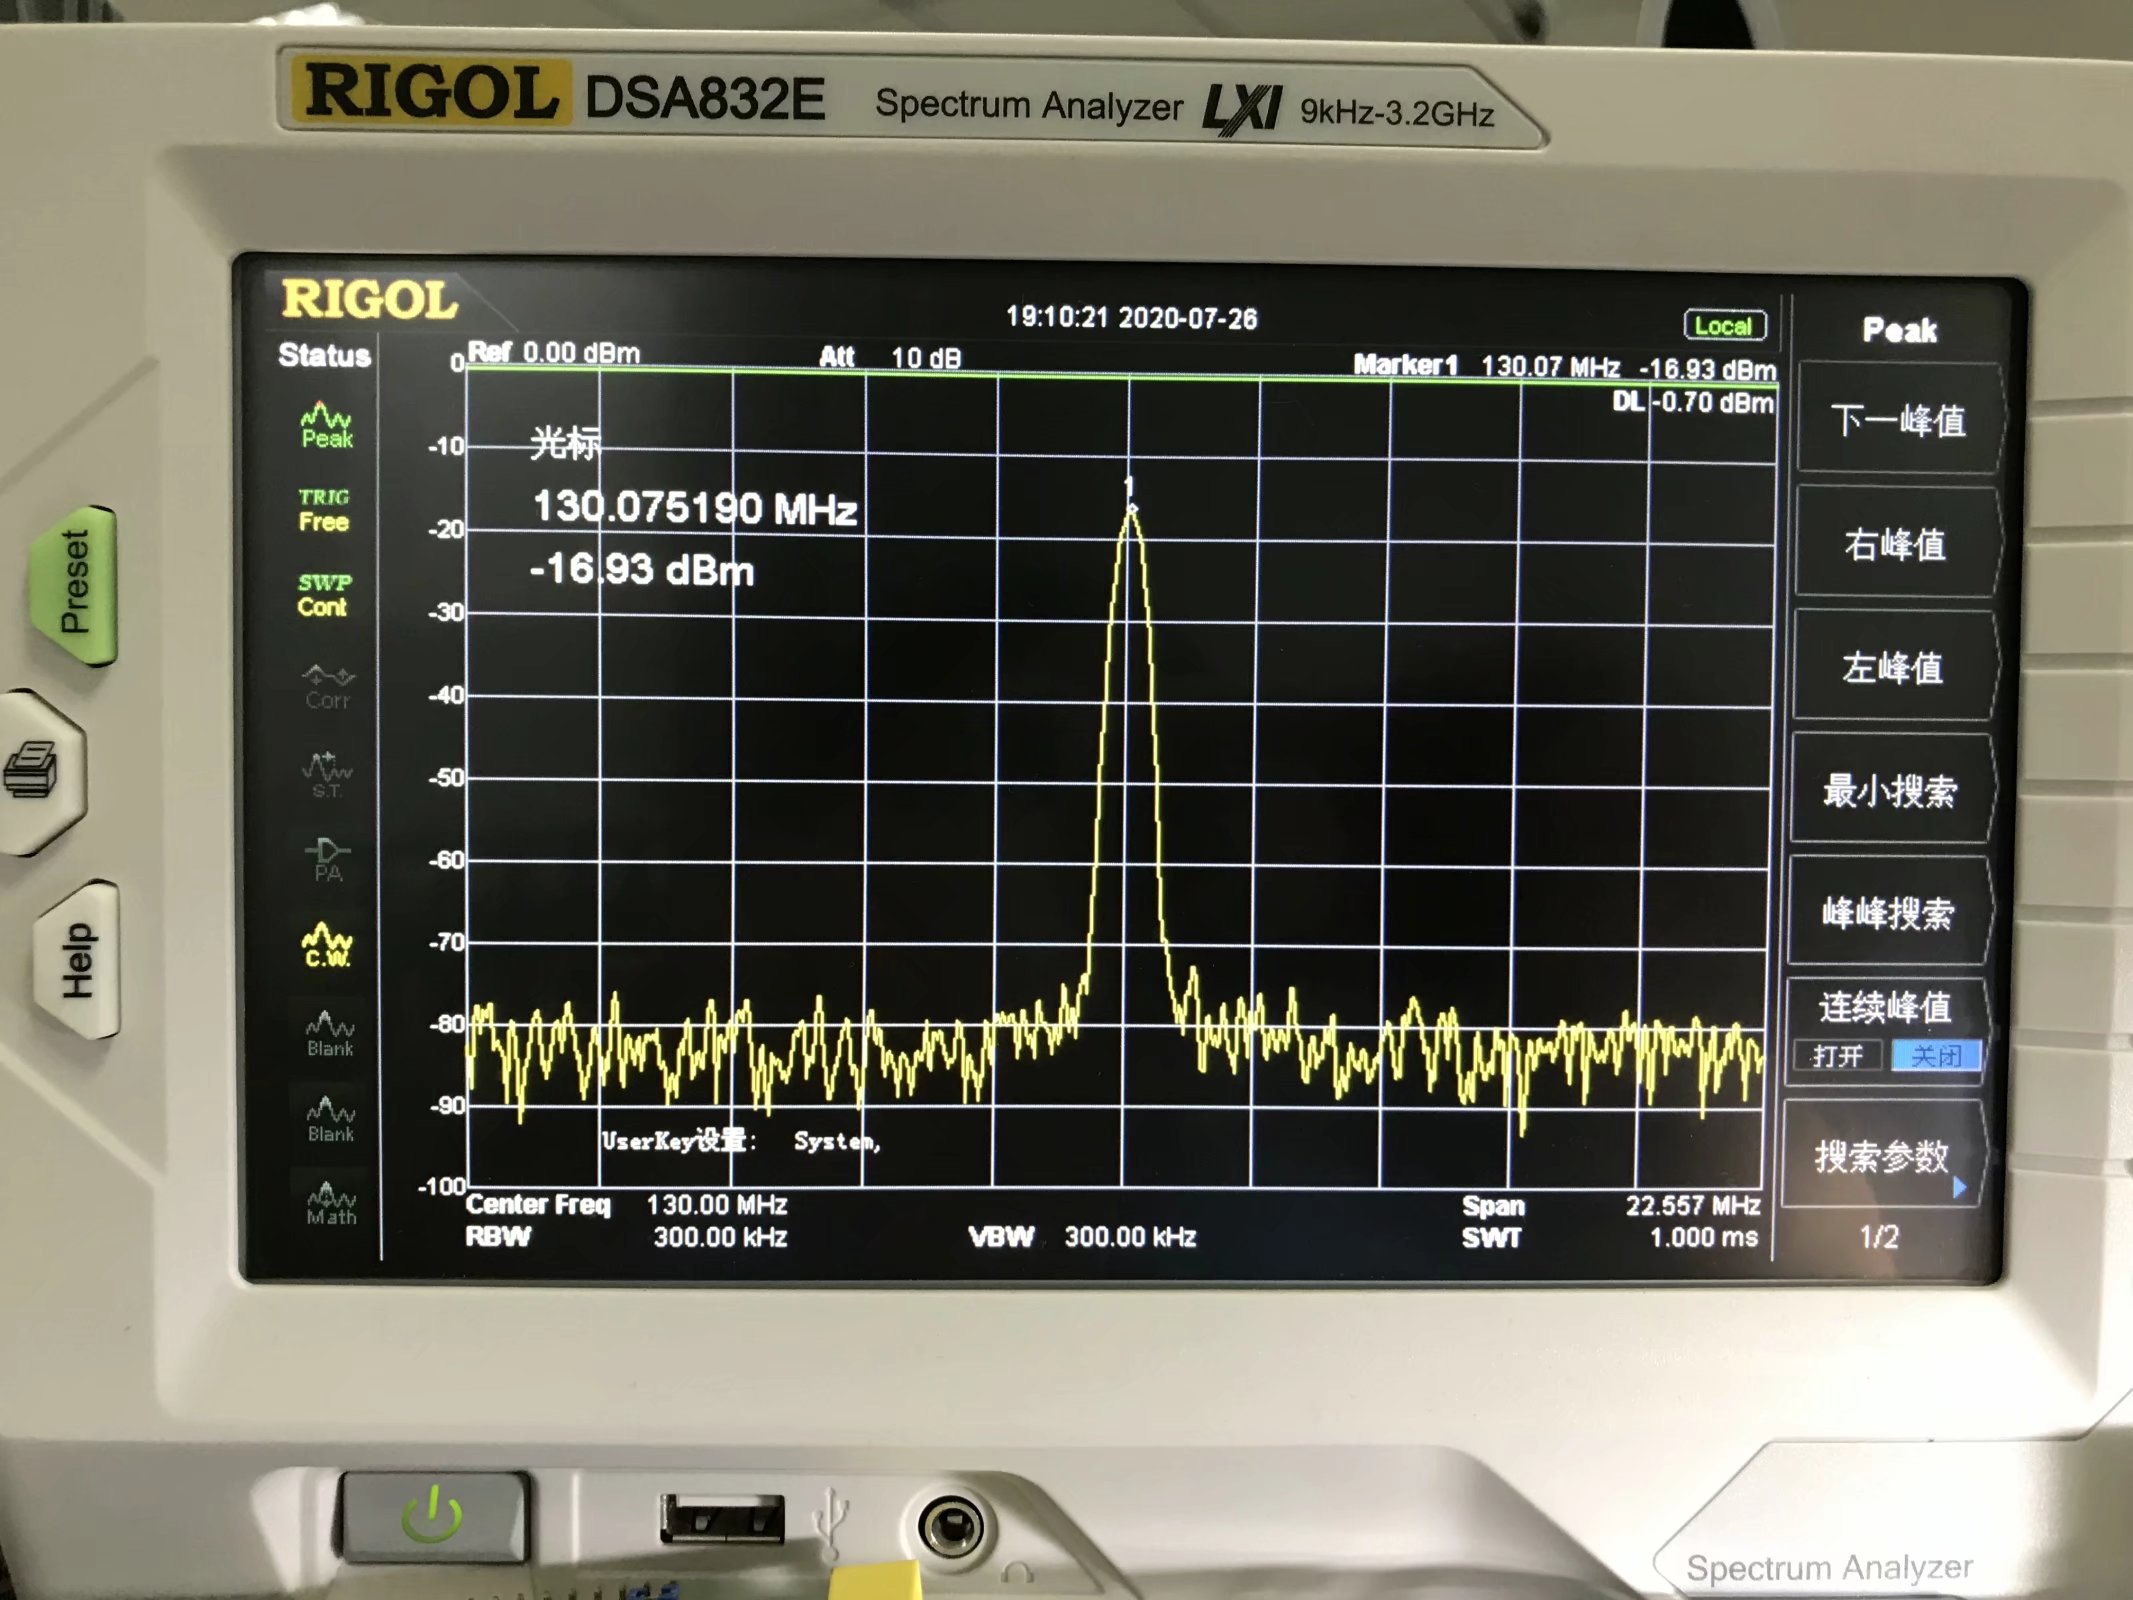 RIGOL DSA832E Spectrum Analyzer LXI 9kHz-3.2GHz
RIGOL
19:10:21 2020-07-26
Local
Peak
Status
Ref 0.00 dBm
Att 10 dB
Marker1 130.07 MHz -16.93 dBm
DL -0.70 dBm
0
-10
-20
-30
-40
-50
-60
-70
-80
-90
-100
光标
130.075190 MHz
-16.93 dBm
1
Peak
TRIG
Free
SWP
Cont
Corr
S.T.
PA
C.W.
Blank
Blank
Math
UserKey设置: System,
Center Freq 130.00 MHz
Span 22.557 MHz
RBW 300.00 kHz
VBW 300.00 kHz
SWT 1.000 ms
下一峰值
右峰值
左峰值
最小搜索
峰峰搜索
连续峰值
打开 关闭
搜索参数
1/2
Preset
Help
Spectrum Analyzer